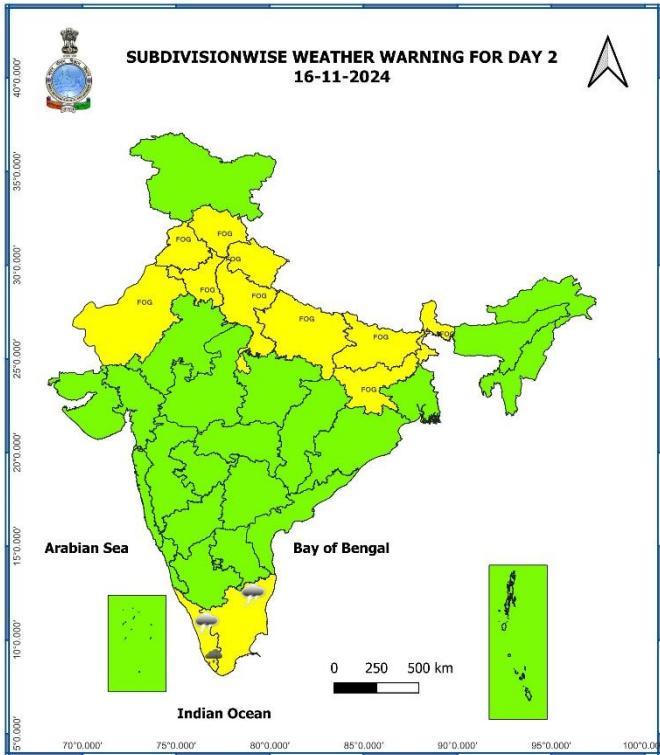 SUBDIVISIONWISE WEATHER WARNING FOR DAY 2
16-11-2024
40°0.000'
35°0.000'
30°0.000'
25°0.000'
20°0.000'
15°0.000'
10°0.000'
5°0.000'
FOG
FOG
FOG
FOG
FOG
FOG
FOG
FOG
FOG
FOG
Arabian Sea
Bay of Bengal
0 250 500 km
Indian Ocean
70°0.000' 75°0.000' 80°0.000' 85°0.000' 90°0.000' 95°0.000' 100°0.000'